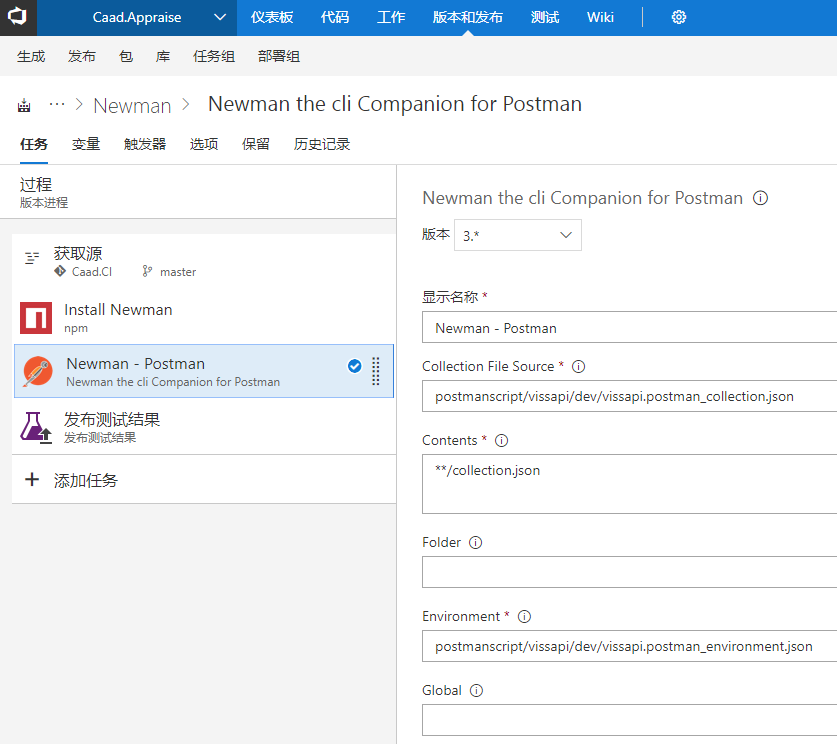 Caad.Appraise 仪表板 代码 工作 版本和发布 测试 Wiki
生成 发布 包 库 任务组 部署组
··· > Newman > Newman the cli Companion for Postman
任务 变量 触发器 选项 保留 历史记录
过程
版本进程
获取源
Caad.CI master
Install Newman
npm
Newman - Postman
Newman the cli Companion for Postman
发布测试结果
发布测试结果
+ 添加任务
Newman the cli Companion for Postman
版本 3.*
显示名称 *
Newman - Postman
Collection File Source *
postmanscript/vissapi/dev/vissapi.postman_collection.json
Contents *
**/collection.json
Folder
Environment *
postmanscript/vissapi/dev/vissapi.postman_environment.json
Global